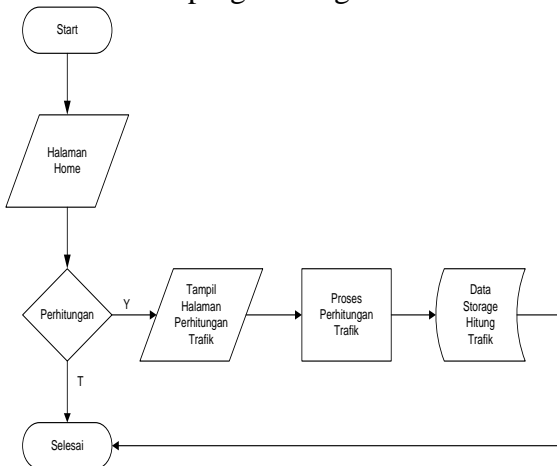 Start
Halaman
Home
Perhitungan
Y
Tampil
Halaman
Perhitungan
Trafik
Proses
Perhitungan
Trafik
Data
Storage
Hitung
Trafik
T
Selesai